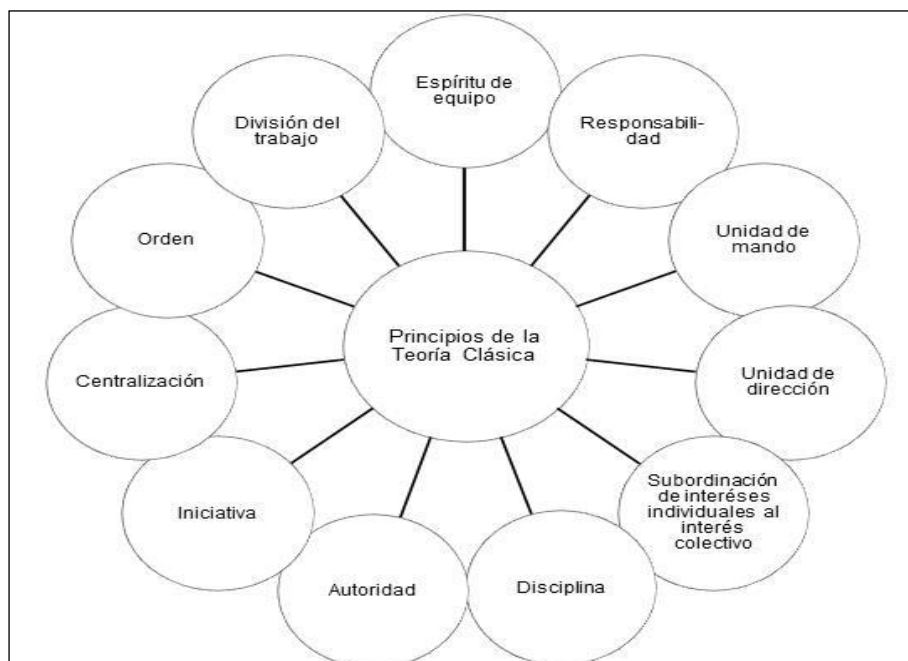 Espíritu de
equipo
Responsabili-
dad
Unidad de
mando
Unidad de
dirección
Subordinación
de interéses
individuales al
interés
colectivo
Disciplina
Autoridad
Iniciativa
Centralización
Orden
División del
trabajo
Principios de la
Teoría Clásica